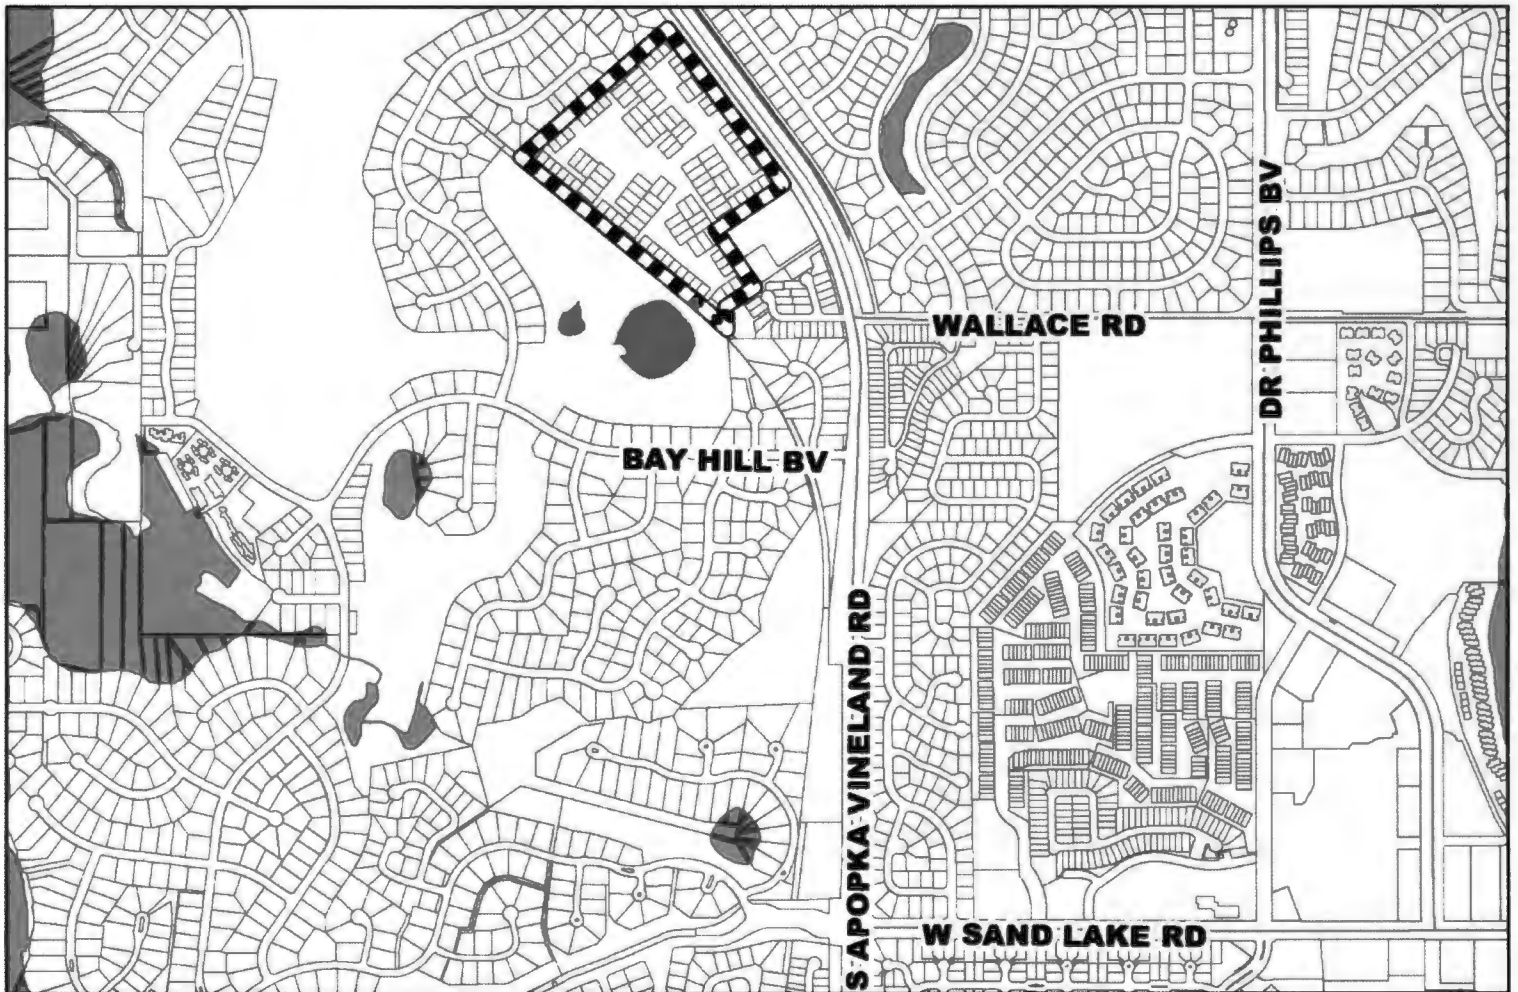 DR PHILLIPS BV
WALLACE RD
BAY HILL BV
S APOPKA-VINELAND RD
W SAND LAKE RD